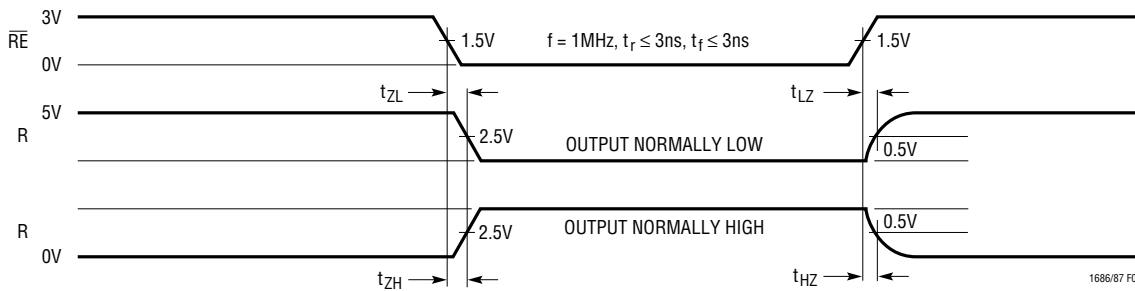 3V
RE
0V
1.5V
f = 1MHz, tr ≤ 3ns, tf ≤ 3ns
1.5V
tZL
tLZ
5V
R
2.5V
OUTPUT NORMALLY LOW
0.5V
R
0V
2.5V
OUTPUT NORMALLY HIGH
0.5V
tZH
tHZ
1686/87 F0